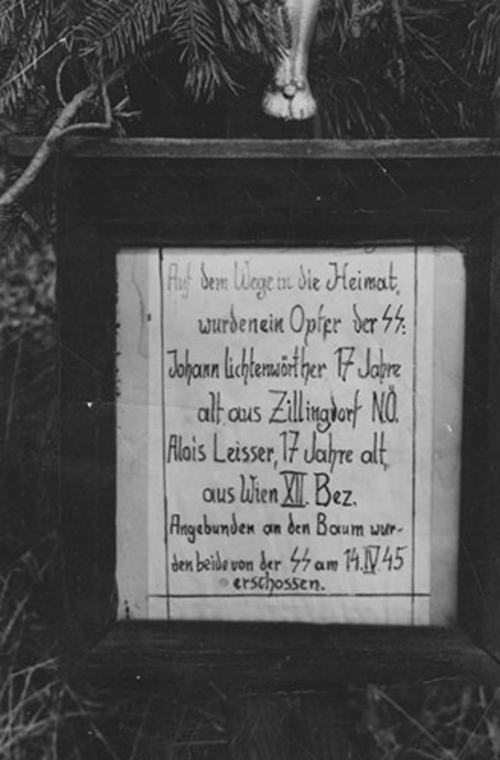 Auf dem Wege in die Heimat,
wurden ein Opfer der SS:
Johann Lichtenwörther 17 Jahre
alt aus Zillingdorf NÖ.
Alois Leisser, 17 Jahre alt,
aus Wien XII. Bez.
Angebunden an den Baum wur-
den beide von der SS am 14.IV.45
erschossen.